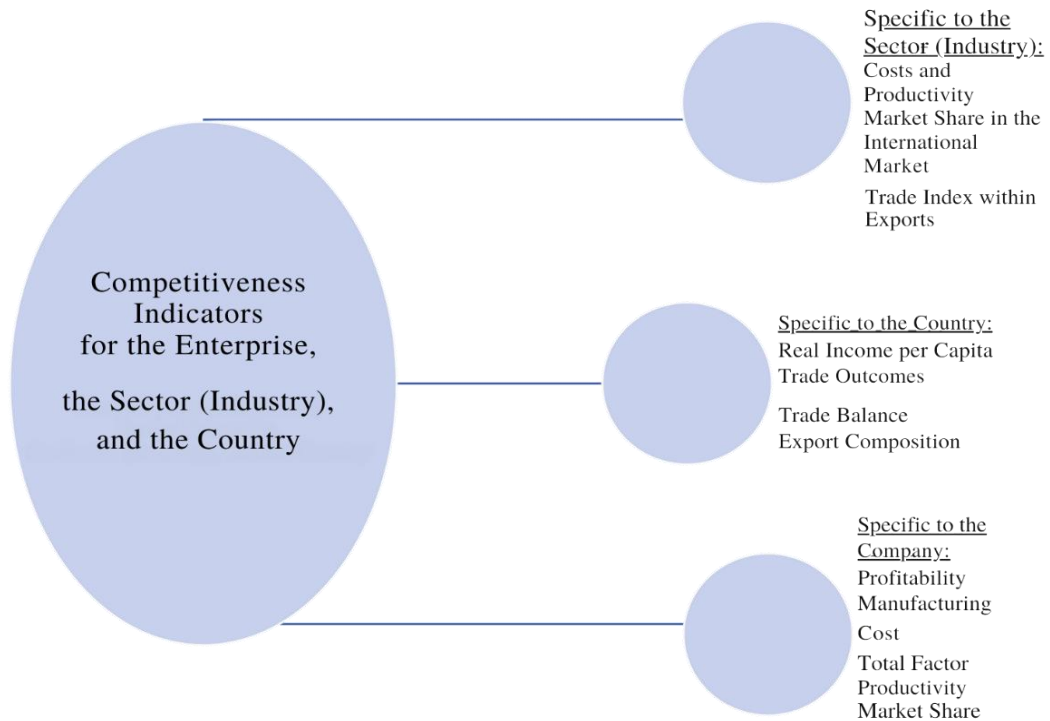 Competitiveness
Indicators
for the Enterprise,
the Sector (Industry),
and the Country
Specific to the
Sector (Industry):
Costs and
Productivity
Market Share in the
International
Market
Trade Index within
Exports
Specific to the Country:
Real Income per Capita
Trade Outcomes
Trade Balance
Export Composition
Specific to the
Company:
Profitability
Manufacturing
Cost
Total Factor
Productivity
Market Share